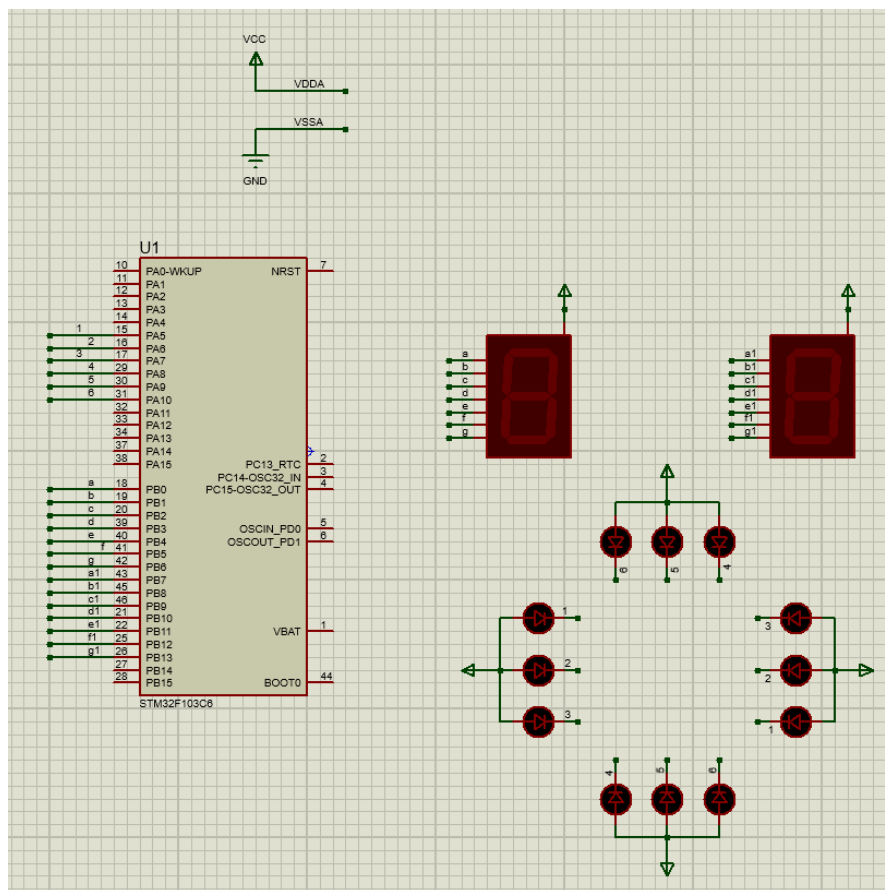 VCC
VDDA
VSSA
GND
U1
10 PA0-WKUP NRST 7
11 PA1
12 PA2
13 PA3
14 PA4
1 15 PA5
2 16 PA6
3 17 PA7
4 29 PA8
5 30 PA9
6 31 PA10
32 PA11
33 PA12
34 PA13
37 PA14
38 PA15 PC13_RTC 2
PC14-OSC32_IN 3
a 18 PB0 PC15-OSC32_OUT 4
b 19 PB1
c 20 PB2
d 39 PB3 OSCIN_PD0 5
e 40 PB4 OSCOUT_PD1 6
f 41 PB5
g 42 PB6
a1 43 PB7
b1 45 PB8
c1 46 PB9
d1 21 PB10
e1 22 PB11 VBAT 1
f1 25 PB12
g1 26 PB13
27 PB14
28 PB15 BOOT0 44
STM32F103C6
a
b
c
d
e
f
g
a1
b1
c1
d1
e1
f1
g1
6 5 4
1
2
3
3
2
1
4 5 6